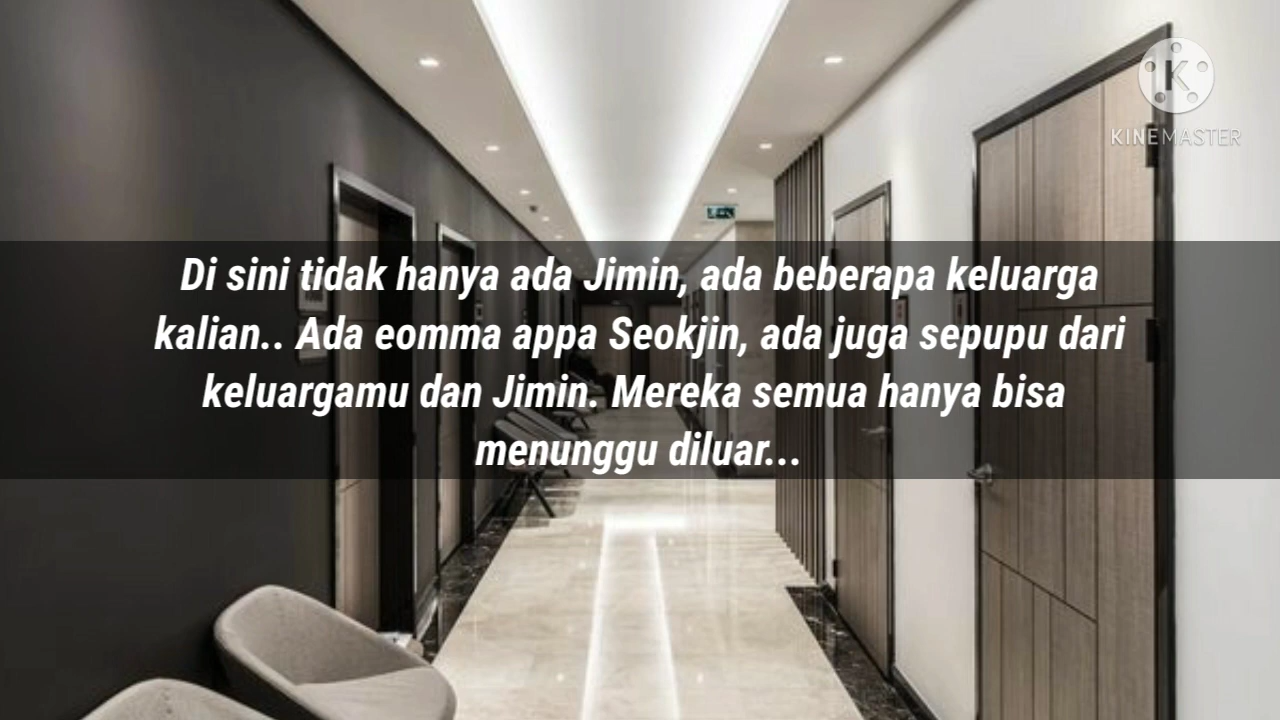 KINEMASTER
Di sini tidak hanya ada Jimin, ada beberapa keluarga
kalian.. Ada eomma appa Seokjin, ada juga sepupu dari
keluargamu dan Jimin. Mereka semua hanya bisa
menunggu diluar...